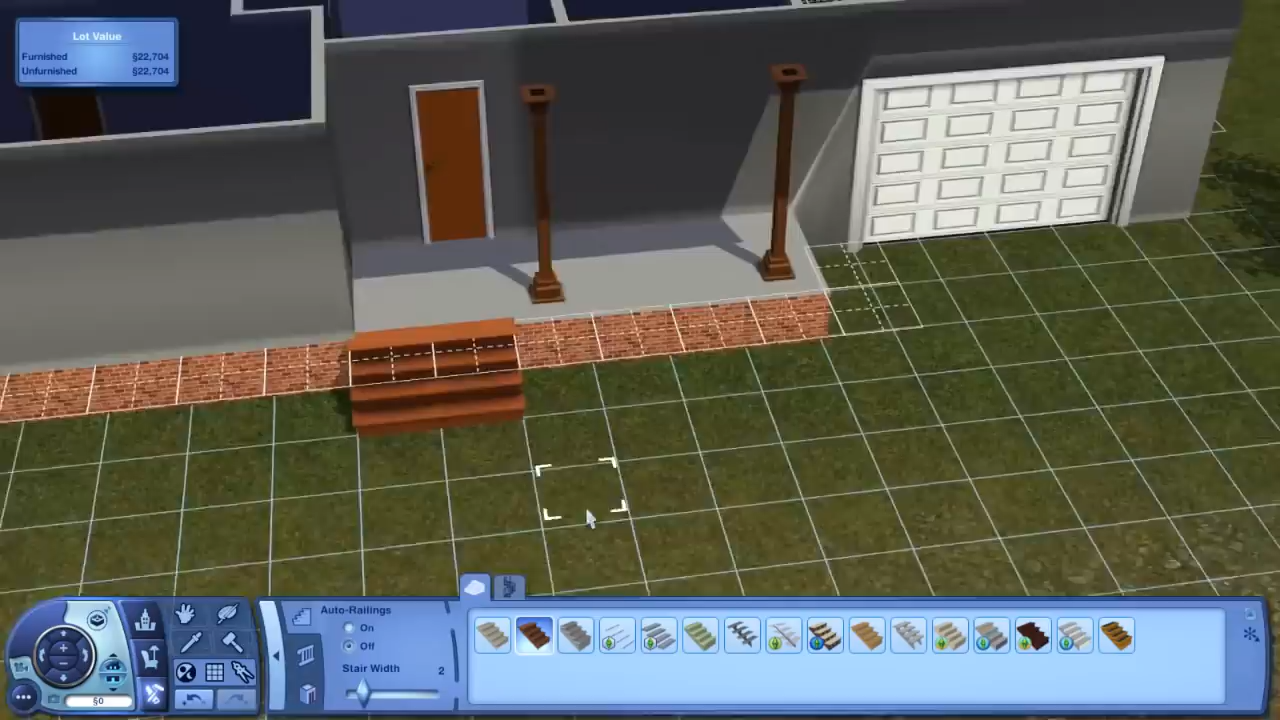 Lot Value
Furnished §22,704
Unfurnished §22,704
Auto-Railings
On
Off
Stair Width 2
§0